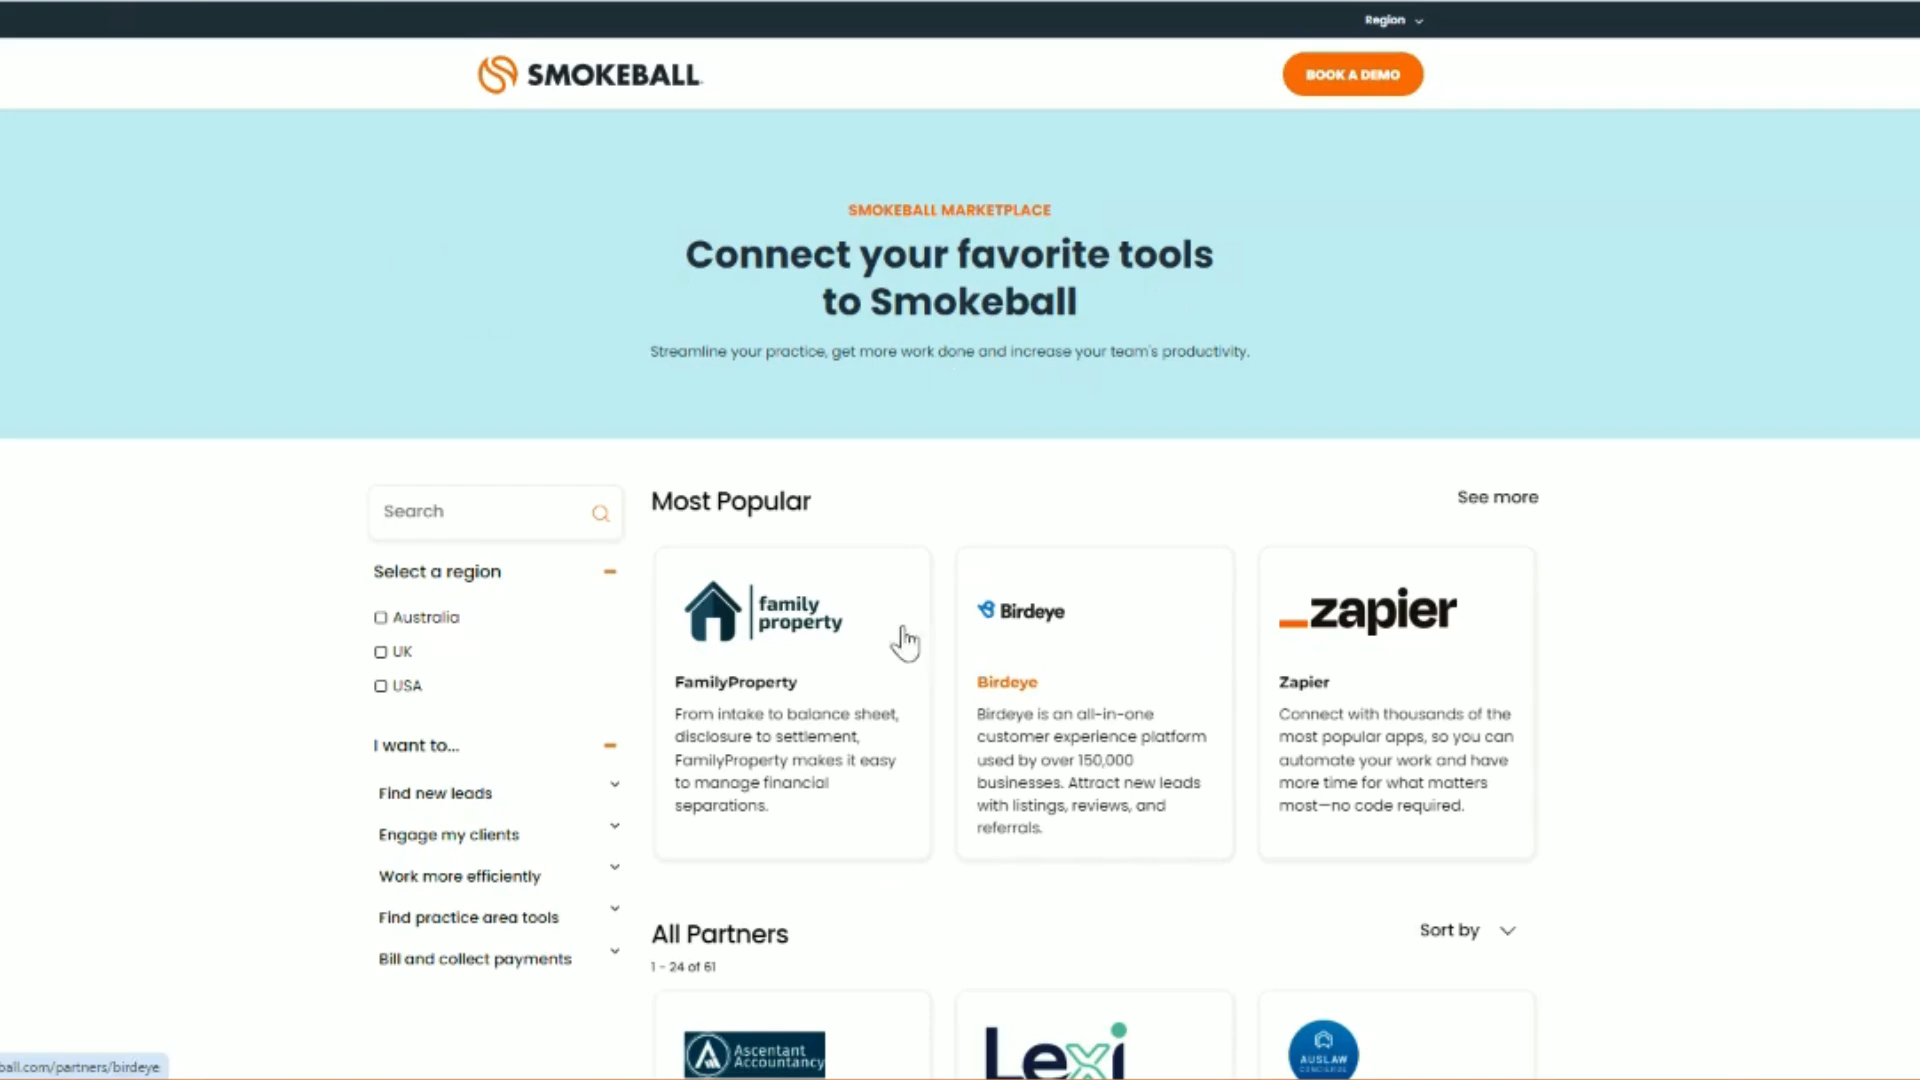 Region
SMOKEBALL
BOOK A DEMO
SMOKEBALL MARKETPLACE
Connect your favorite tools
to Smokeball
Streamline your practice, get more work done and increase your team's productivity.
Search
Select a region
Australia
UK
USA
I want to...
Find new leads
Engage my clients
Work more efficiently
Find practice area tools
Bill and collect payments
Most Popular
See more
family
property
FamilyProperty
From intake to balance sheet,
disclosure to settlement,
FamilyProperty makes it easy
to manage financial
separations.
Birdeye
Birdeye
Birdeye is an all-in-one
customer experience platform
used by over 150,000
businesses. Attract new leads
with listings, reviews, and
referrals.
zapier
Zapier
Connect with thousands of the
most popular apps, so you can
automate your work and have
more time for what matters
most—no code required.
All Partners
Sort by
1 - 24 of 61
Ascentant
Accountancy
Lexi
AUSLAW
CONCIERGE
ball.com/partners/birdeye